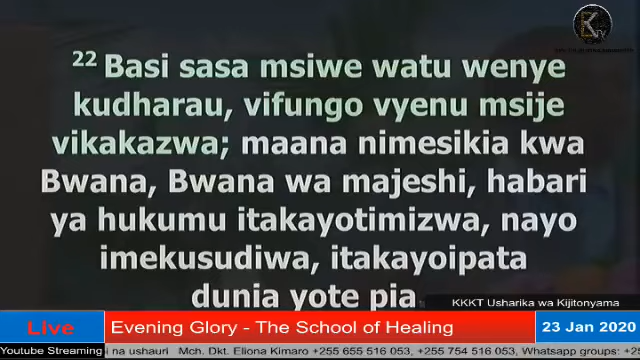 22 Basi sasa msiwe watu wenye
kudharau, vifungo vyenu msije
vikakazwa; maana nimesikia kwa
Bwana, Bwana wa majeshi, habari
ya hukumu itakayotimizwa, nayo
imekusudiwa, itakayoipata
dunia yote pia
KKKT Usharika wa Kijitonyama
Live
Evening Glory - The School of Healing
23 Jan 2020
Youtube Streaming
i na ushauri Mch. Dkt. Eliona Kimaro +255 655 516 053, +255 754 516 053, Whatsapp groups: +2